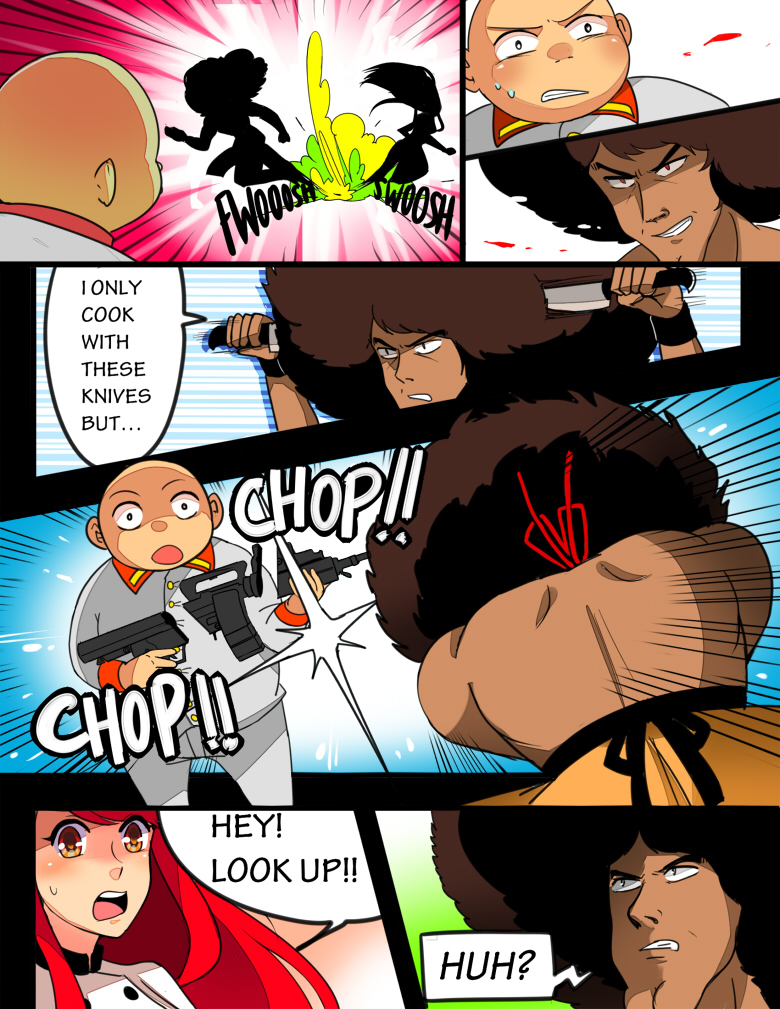 FWOOOSH
SWOOSH
I ONLY
COOK
WITH
THESE
KNIVES
BUT...
CHOP!!
CHOP!!
HEY!
LOOK UP!!
HUH?